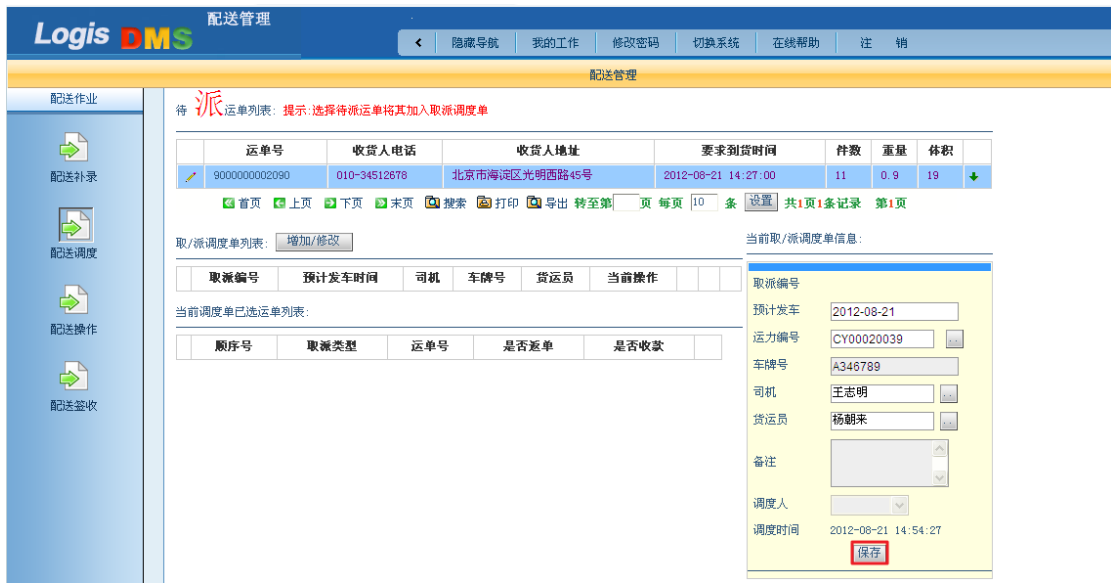 Logis DMS 配送管理
隐藏导航 我的工作 修改密码 切换系统 在线帮助 注 销
配送管理
配送作业
配送补录
配送调度
配送操作
配送签收
待 派 运单列表: 提示:选择待派运单将其加入取派调度单
运单号 收货人电话 收货人地址 要求到货时间 件数 重量 体积
9000000002090 010-34512678 北京市海淀区光明西路45号 2012-08-21 14:27:00 11 0.9 19
首页 上页 下页 末页 搜索 打印 导出 转至第 页 每页 10 条 设置 共1页1条记录 第1页
取/派调度单列表: 增加/修改
取派编号 预计发车时间 司机 车牌号 货运员 当前操作
当前调度单已选运单列表:
顺序号 取派类型 运单号 是否返单 是否收款
当前取/派调度单信息:
取派编号
预计发车 2012-08-21
运力编号 CY00020039 ..
车牌号 A346789
司机 王志明 ..
货运员 杨朝来 ..
备注
调度人
调度时间 2012-08-21 14:54:27
保存